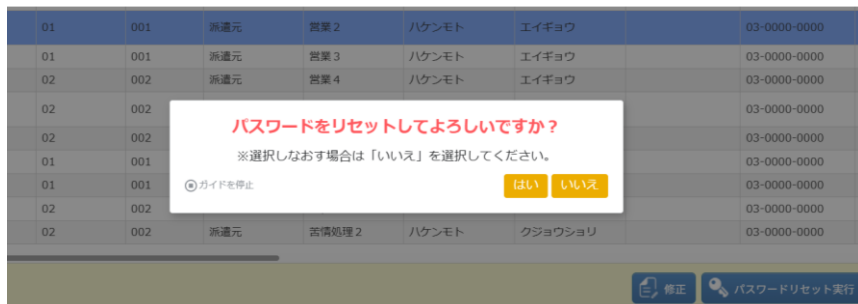 01 001 派遣元 営業2 ハケンモト エイギョウ 03-0000-0000
01 001 派遣元 営業3 ハケンモト エイギョウ 03-0000-0000
02 002 派遣元 営業4 ハケンモト エイギョウ 03-0000-0000
02 002 03-0000-0000
パスワードをリセットしてよろしいですか？
02 002 03-0000-0000
※選択しなおす場合は「いいえ」を選択してください。
01 001 03-0000-0000
01 001 03-0000-0000
ガイドを停止 はい いいえ
02 002 03-0000-0000
02 002 派遣元 苦情処理2 ハケンモト クジョウショリ 03-0000-0000
修正 パスワードリセット実行